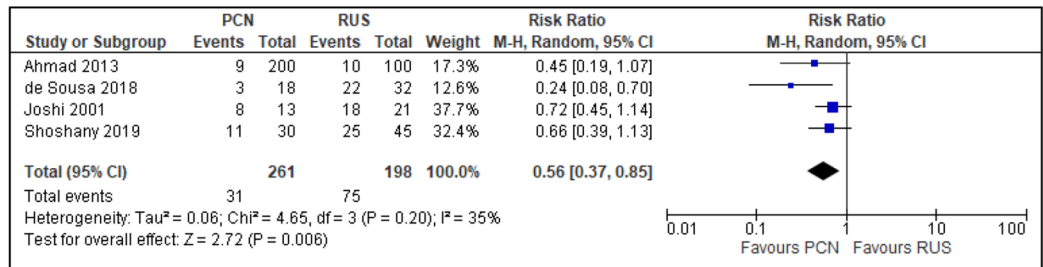 PCN RUS Risk Ratio Risk Ratio
Study or Subgroup Events Total Events Total Weight M-H, Random, 95% CI M-H, Random, 95% CI
Ahmad 2013 9 200 10 100 17.3% 0.45 [0.19, 1.07]
de Sousa 2018 3 18 22 32 12.6% 0.24 [0.08, 0.70]
Joshi 2001 8 13 18 21 37.7% 0.72 [0.45, 1.14]
Shoshany 2019 11 30 25 45 32.4% 0.66 [0.39, 1.13]
Total (95% CI) 261 198 100.0% 0.56 [0.37, 0.85]
Total events 31 75
Heterogeneity: Tau² = 0.06; Chi² = 4.65, df = 3 (P = 0.20); I² = 35%
Test for overall effect: Z = 2.72 (P = 0.006)
0.01 0.1 1 10 100
Favours PCN Favours RUS